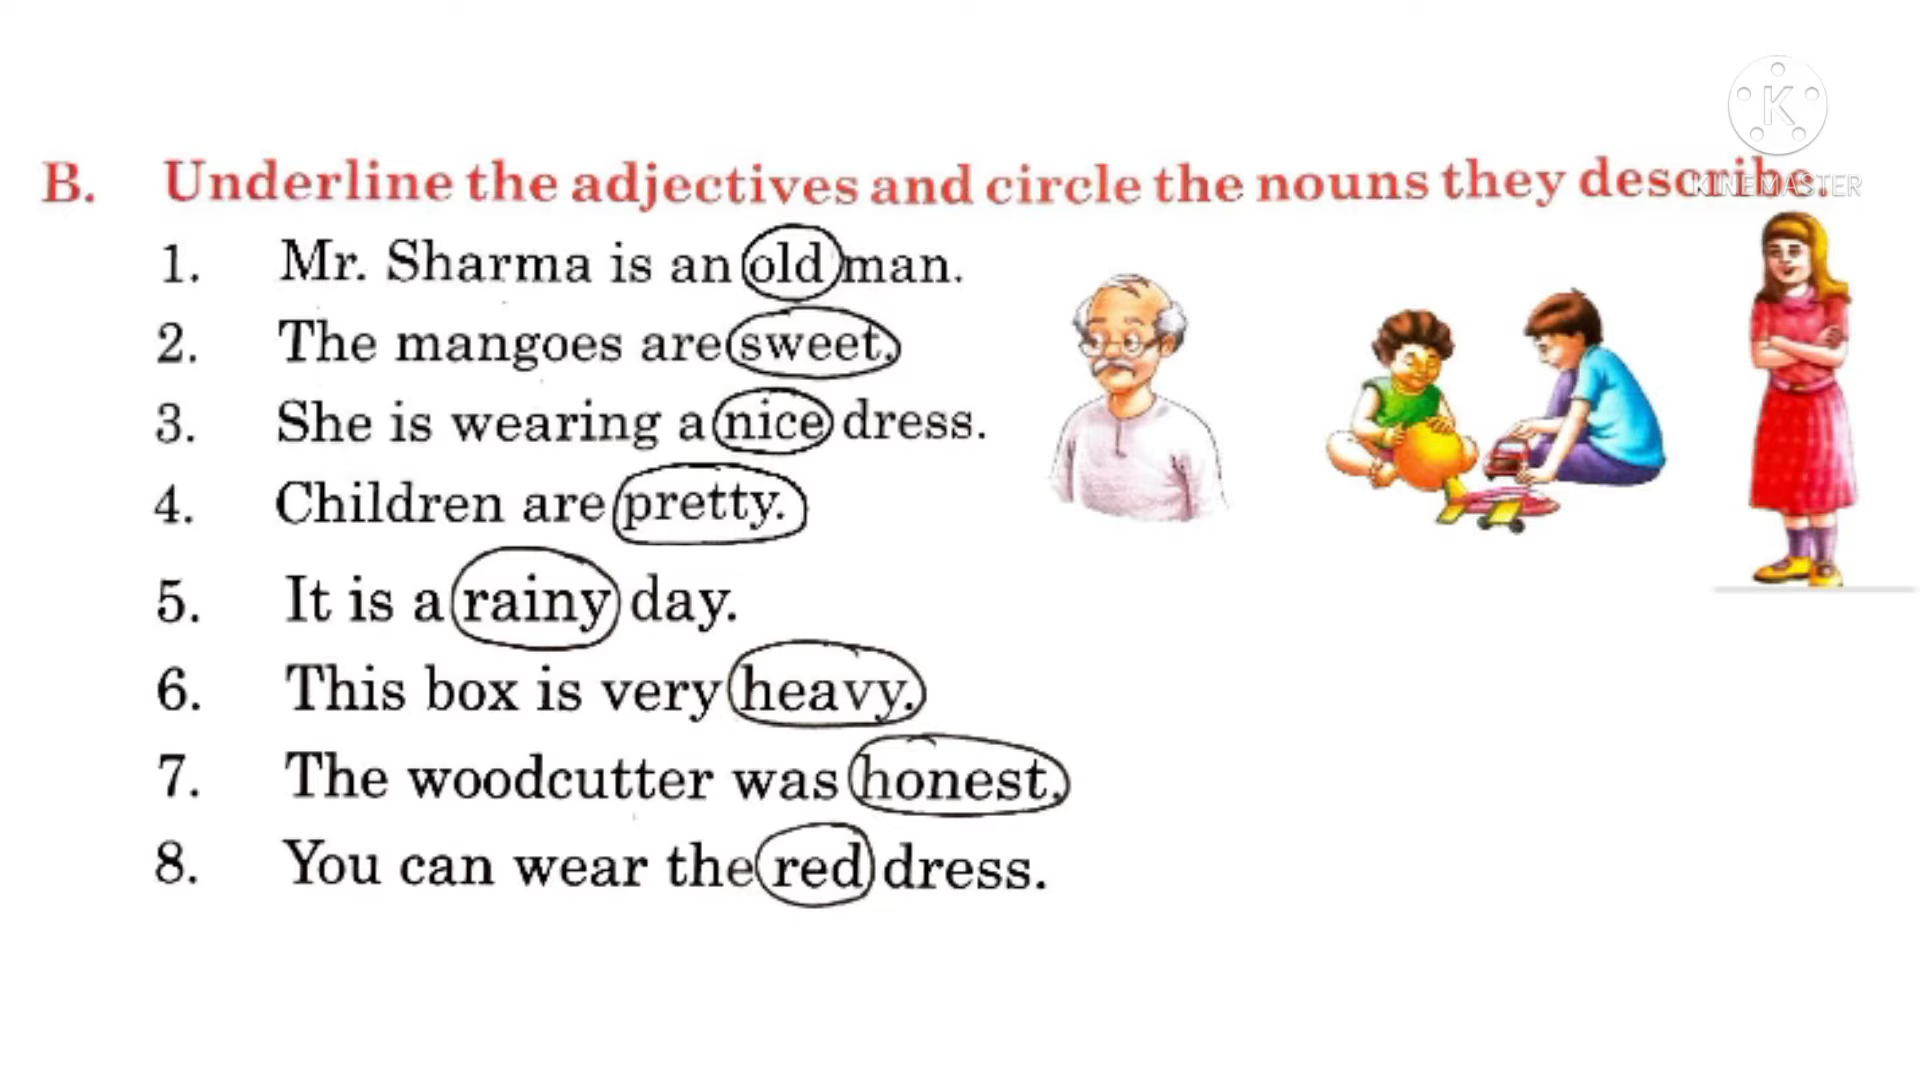 K
KINEMASTER
B. Underline the adjectives and circle the nouns they describe.
1. Mr. Sharma is an old man.
2. The mangoes are sweet.
3. She is wearing a nice dress.
4. Children are pretty.
5. It is a rainy day.
6. This box is very heavy.
7. The woodcutter was honest.
8. You can wear the red dress.